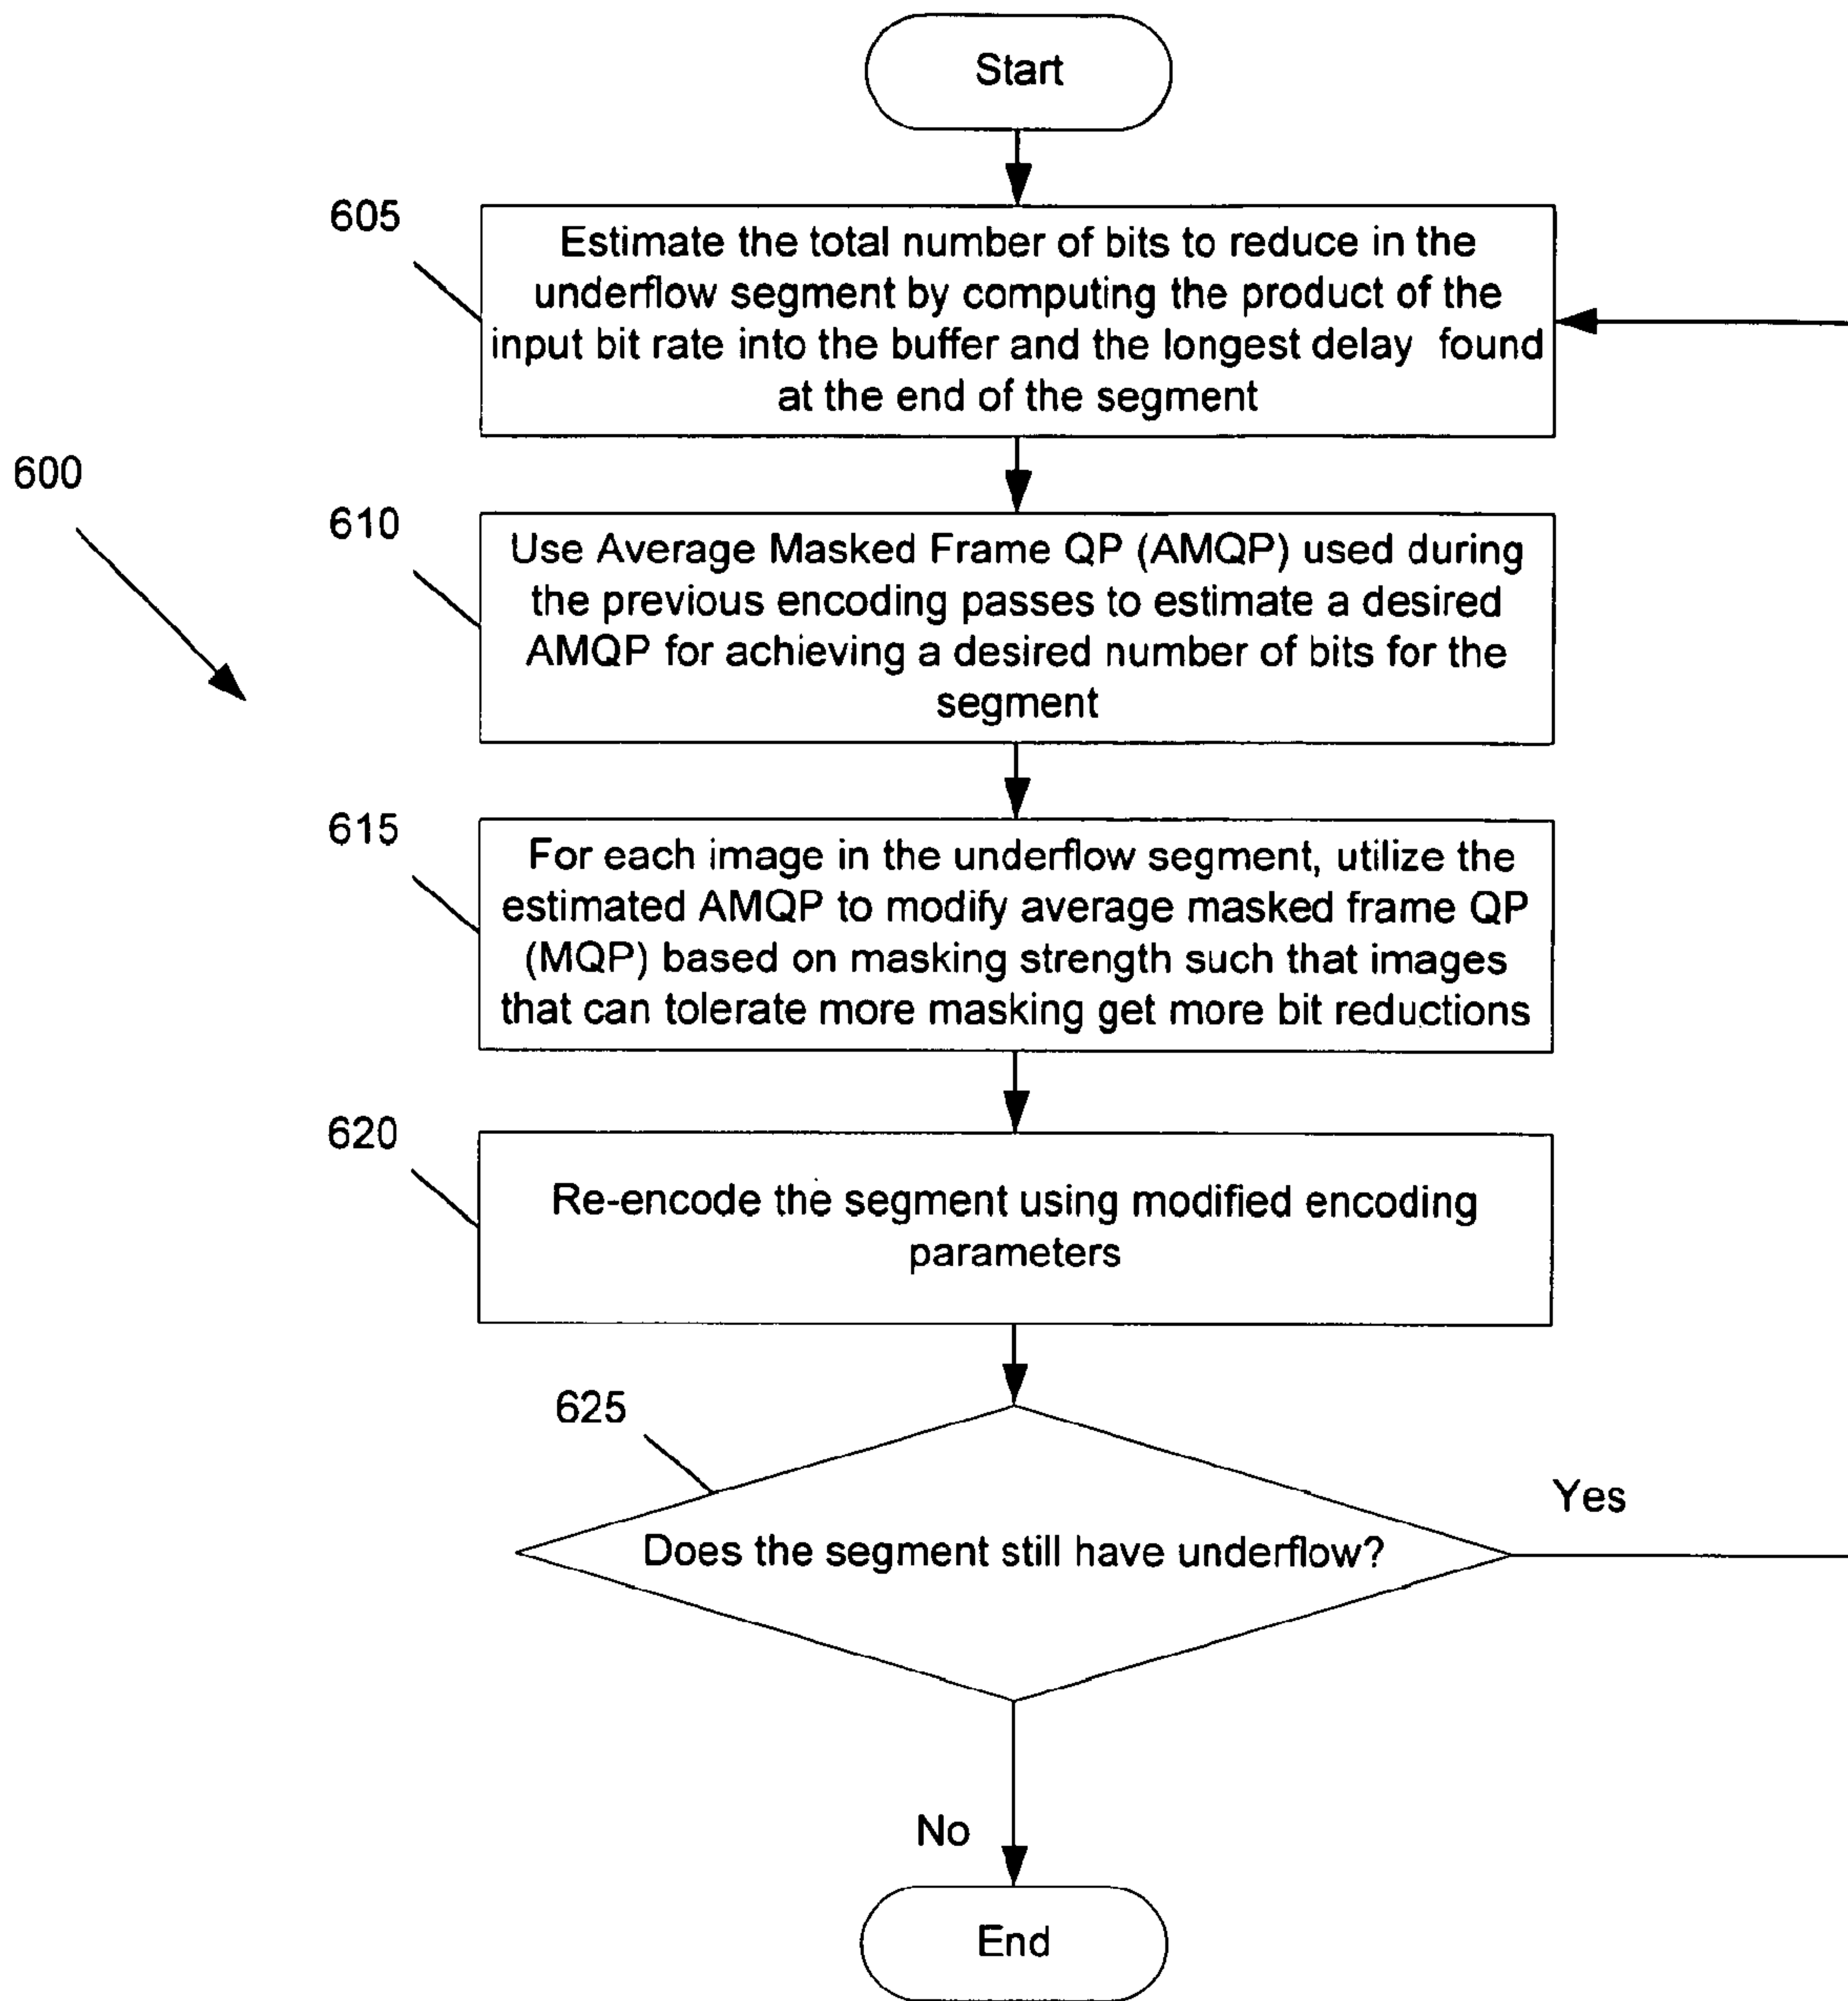 Start
605
Estimate the total number of bits to reduce in the
underflow segment by computing the product of the
input bit rate into the buffer and the longest delay found
at the end of the segment
600
610
Use Average Masked Frame QP (AMQP) used during
the previous encoding passes to estimate a desired
AMQP for achieving a desired number of bits for the
segment
615
For each image in the underflow segment, utilize the
estimated AMQP to modify average masked frame QP
(MQP) based on masking strength such that images
that can tolerate more masking get more bit reductions
620
Re-encode the segment using modified encoding
parameters
625
Yes
Does the segment still have underflow?
No
End